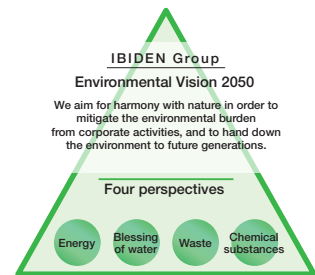 IBIDEN Group
Environmental Vision 2050
We aim for harmony with nature in order to
mitigate the environmental burden
from corporate activities, and to hand down
the environment to future generations.
Four perspectives
Energy
Blessing
of water
Waste
Chemical
substances